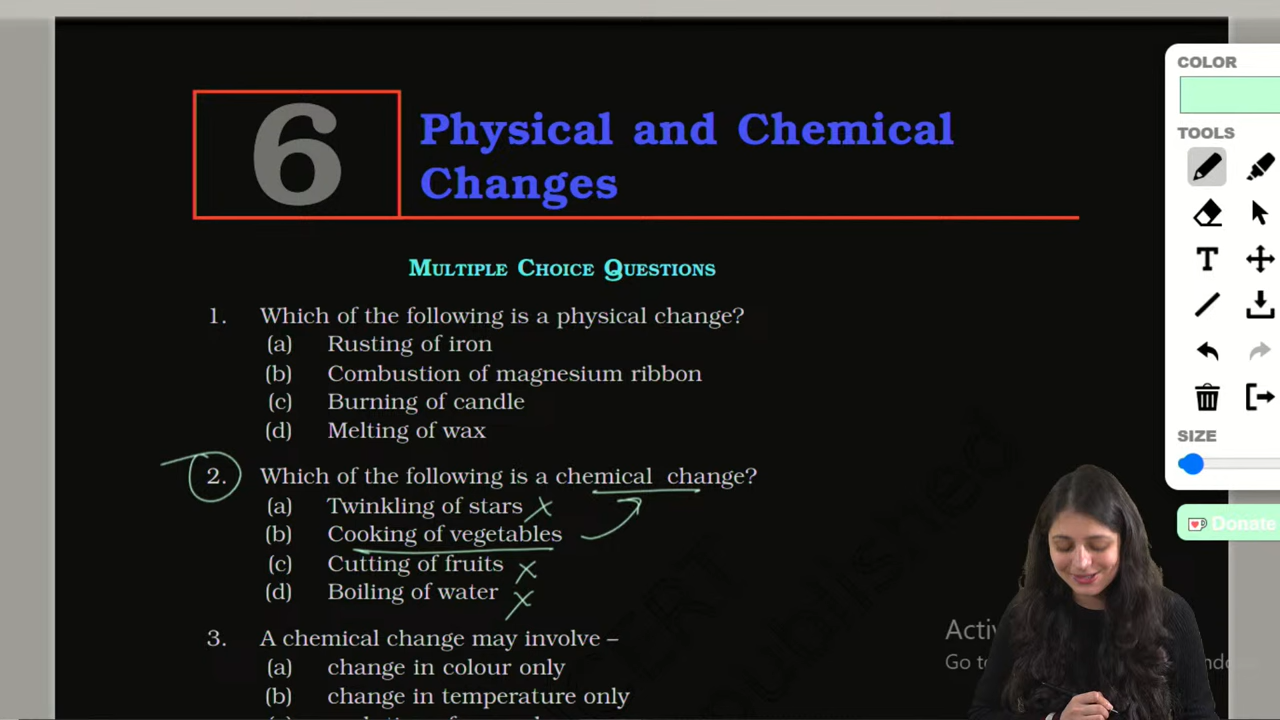 6
Physical and Chemical
Changes
MULTIPLE CHOICE QUESTIONS
1. Which of the following is a physical change?
(a) Rusting of iron
(b) Combustion of magnesium ribbon
(c) Burning of candle
(d) Melting of wax
2. Which of the following is a chemical change?
(a) Twinkling of stars
(b) Cooking of vegetables
(c) Cutting of fruits
(d) Boiling of water
3. A chemical change may involve –
(a) change in colour only
(b) change in temperature only
COLOR
TOOLS
T
SIZE
Donate
Go to
published